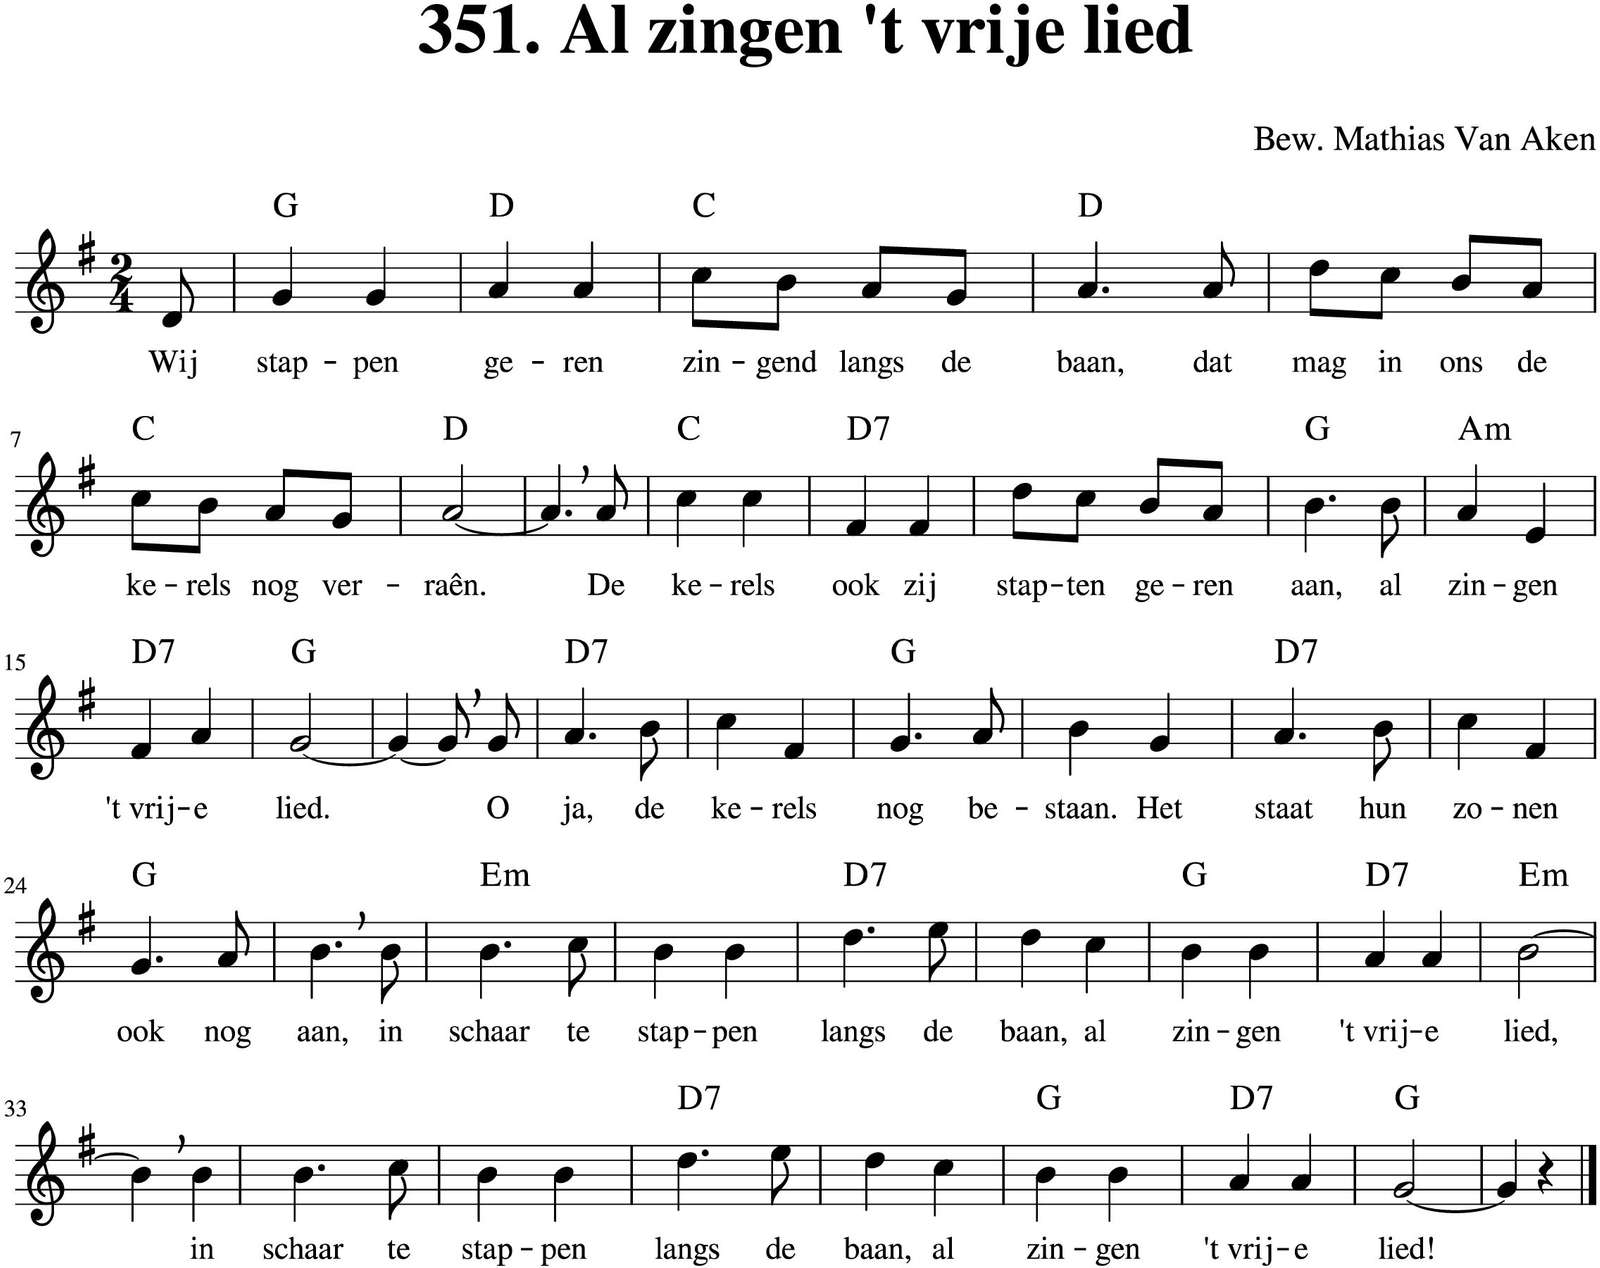 351. Al zingen 't vrije lied
Bew. Mathias Van Aken
G D C D
2
4
Wij stap - pen ge - ren zin - gend langs de baan, dat mag in ons de
7
C D C D7 G Am
ke - rels nog ver - raên. De ke - rels ook zij stap - ten ge - ren aan, al zin - gen
15
D7 G D7 G D7
't vrij - e lied. O ja, de ke - rels nog be - staan. Het staat hun zo - nen
24
G Em D7 G D7 Em
ook nog aan, in schaar te stap - pen langs de baan, al zin - gen 't vrij - e lied,
33
D7 G D7 G
in schaar te stap - pen langs de baan, al zin - gen 't vrij - e lied!